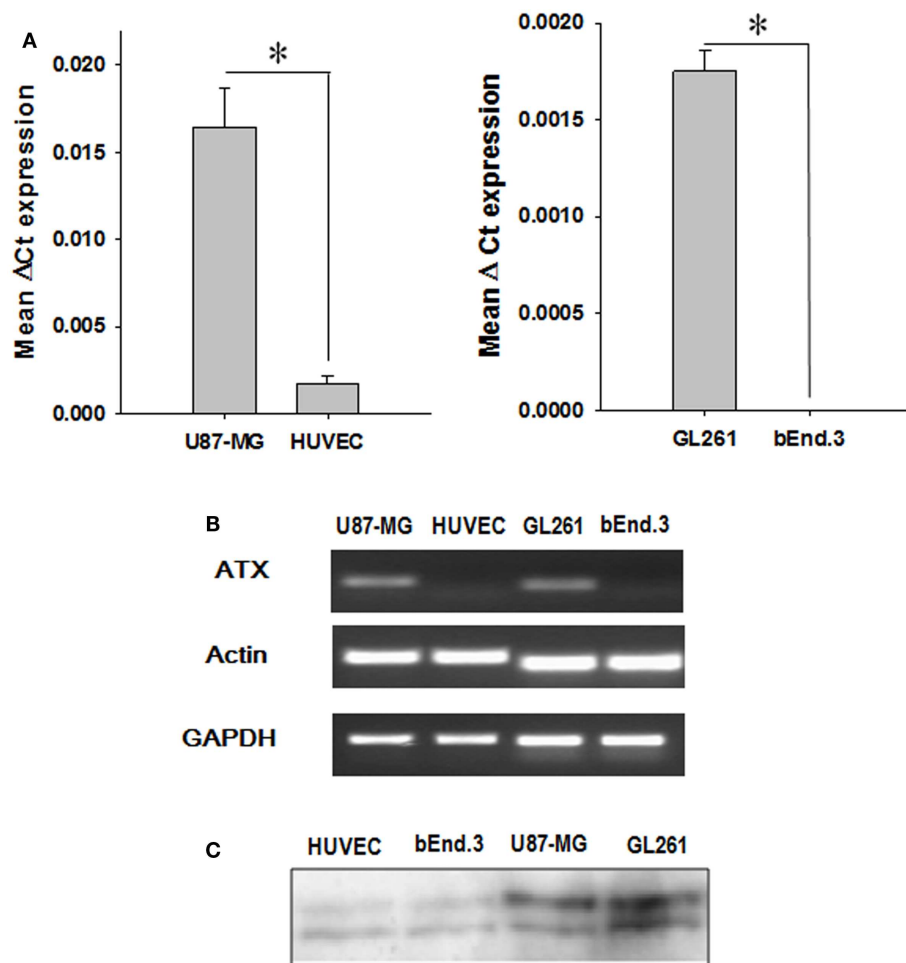 A
Mean ΔCt expression
0.020
0.015
0.010
0.005
0.000
U87-MG HUVEC
*
Mean Δ Ct expression
0.0020
0.0015
0.0010
0.0005
0.0000
GL261 bEnd.3
*
B
U87-MG HUVEC GL261 bEnd.3
ATX
Actin
GAPDH
C
HUVEC bEnd.3 U87-MG GL261